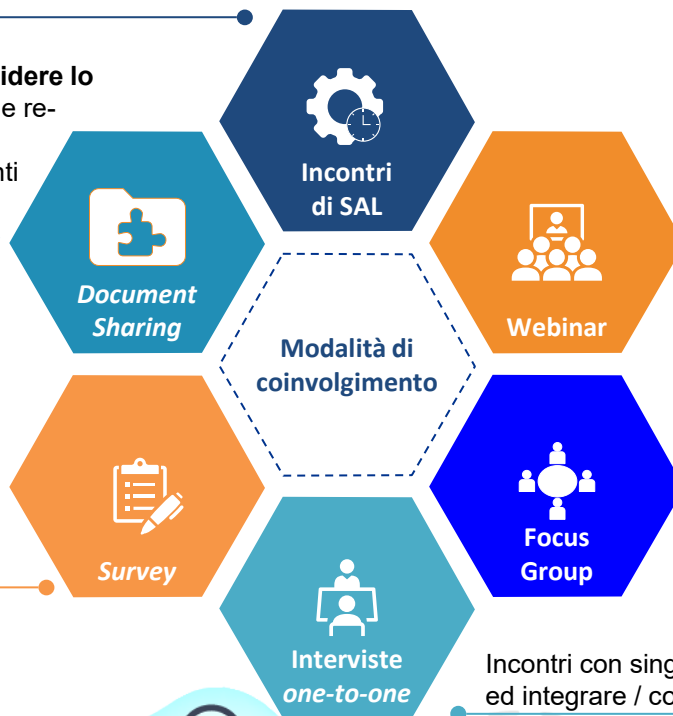 idere lo
e re-
nti
Incontri
di SAL
Document
Sharing
Webinar
Modalità di
coinvolgimento
Survey
Focus
Group
Interviste
one-to-one
Incontri con sing
ed integrare / co